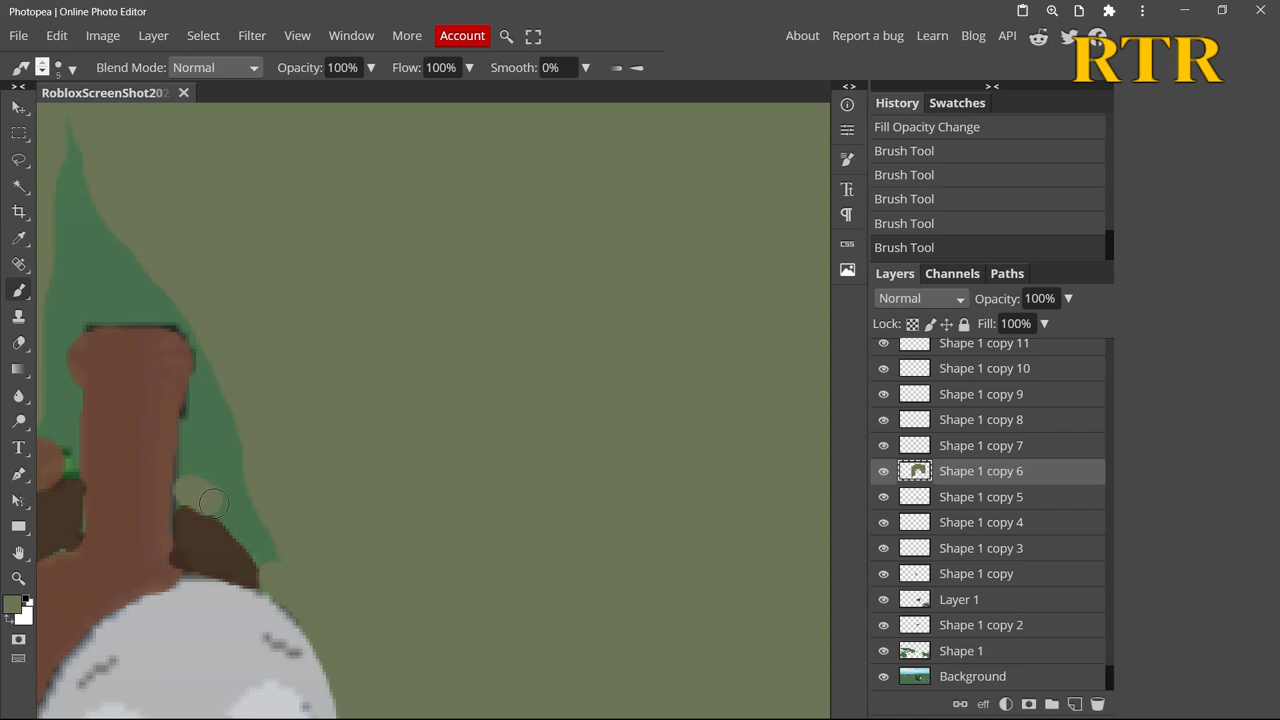 Photopea | Online Photo Editor
File Edit Image Layer Select Filter View Window More Account About Report a bug Learn Blog API
RTR
9 Blend Mode: Normal Opacity: 100% Flow: 100% Smooth: 0%
RobloxScreenShot202
History Swatches
Fill Opacity Change
Brush Tool
Brush Tool
Brush Tool
Brush Tool
Brush Tool
Layers Channels Paths
Normal Opacity: 100%
Lock: Fill: 100%
Shape 1 copy 11
Shape 1 copy 10
Shape 1 copy 9
Shape 1 copy 8
Shape 1 copy 7
Shape 1 copy 6
Shape 1 copy 5
Shape 1 copy 4
Shape 1 copy 3
Shape 1 copy
Layer 1
Shape 1 copy 2
Shape 1
Background
eff
CSS